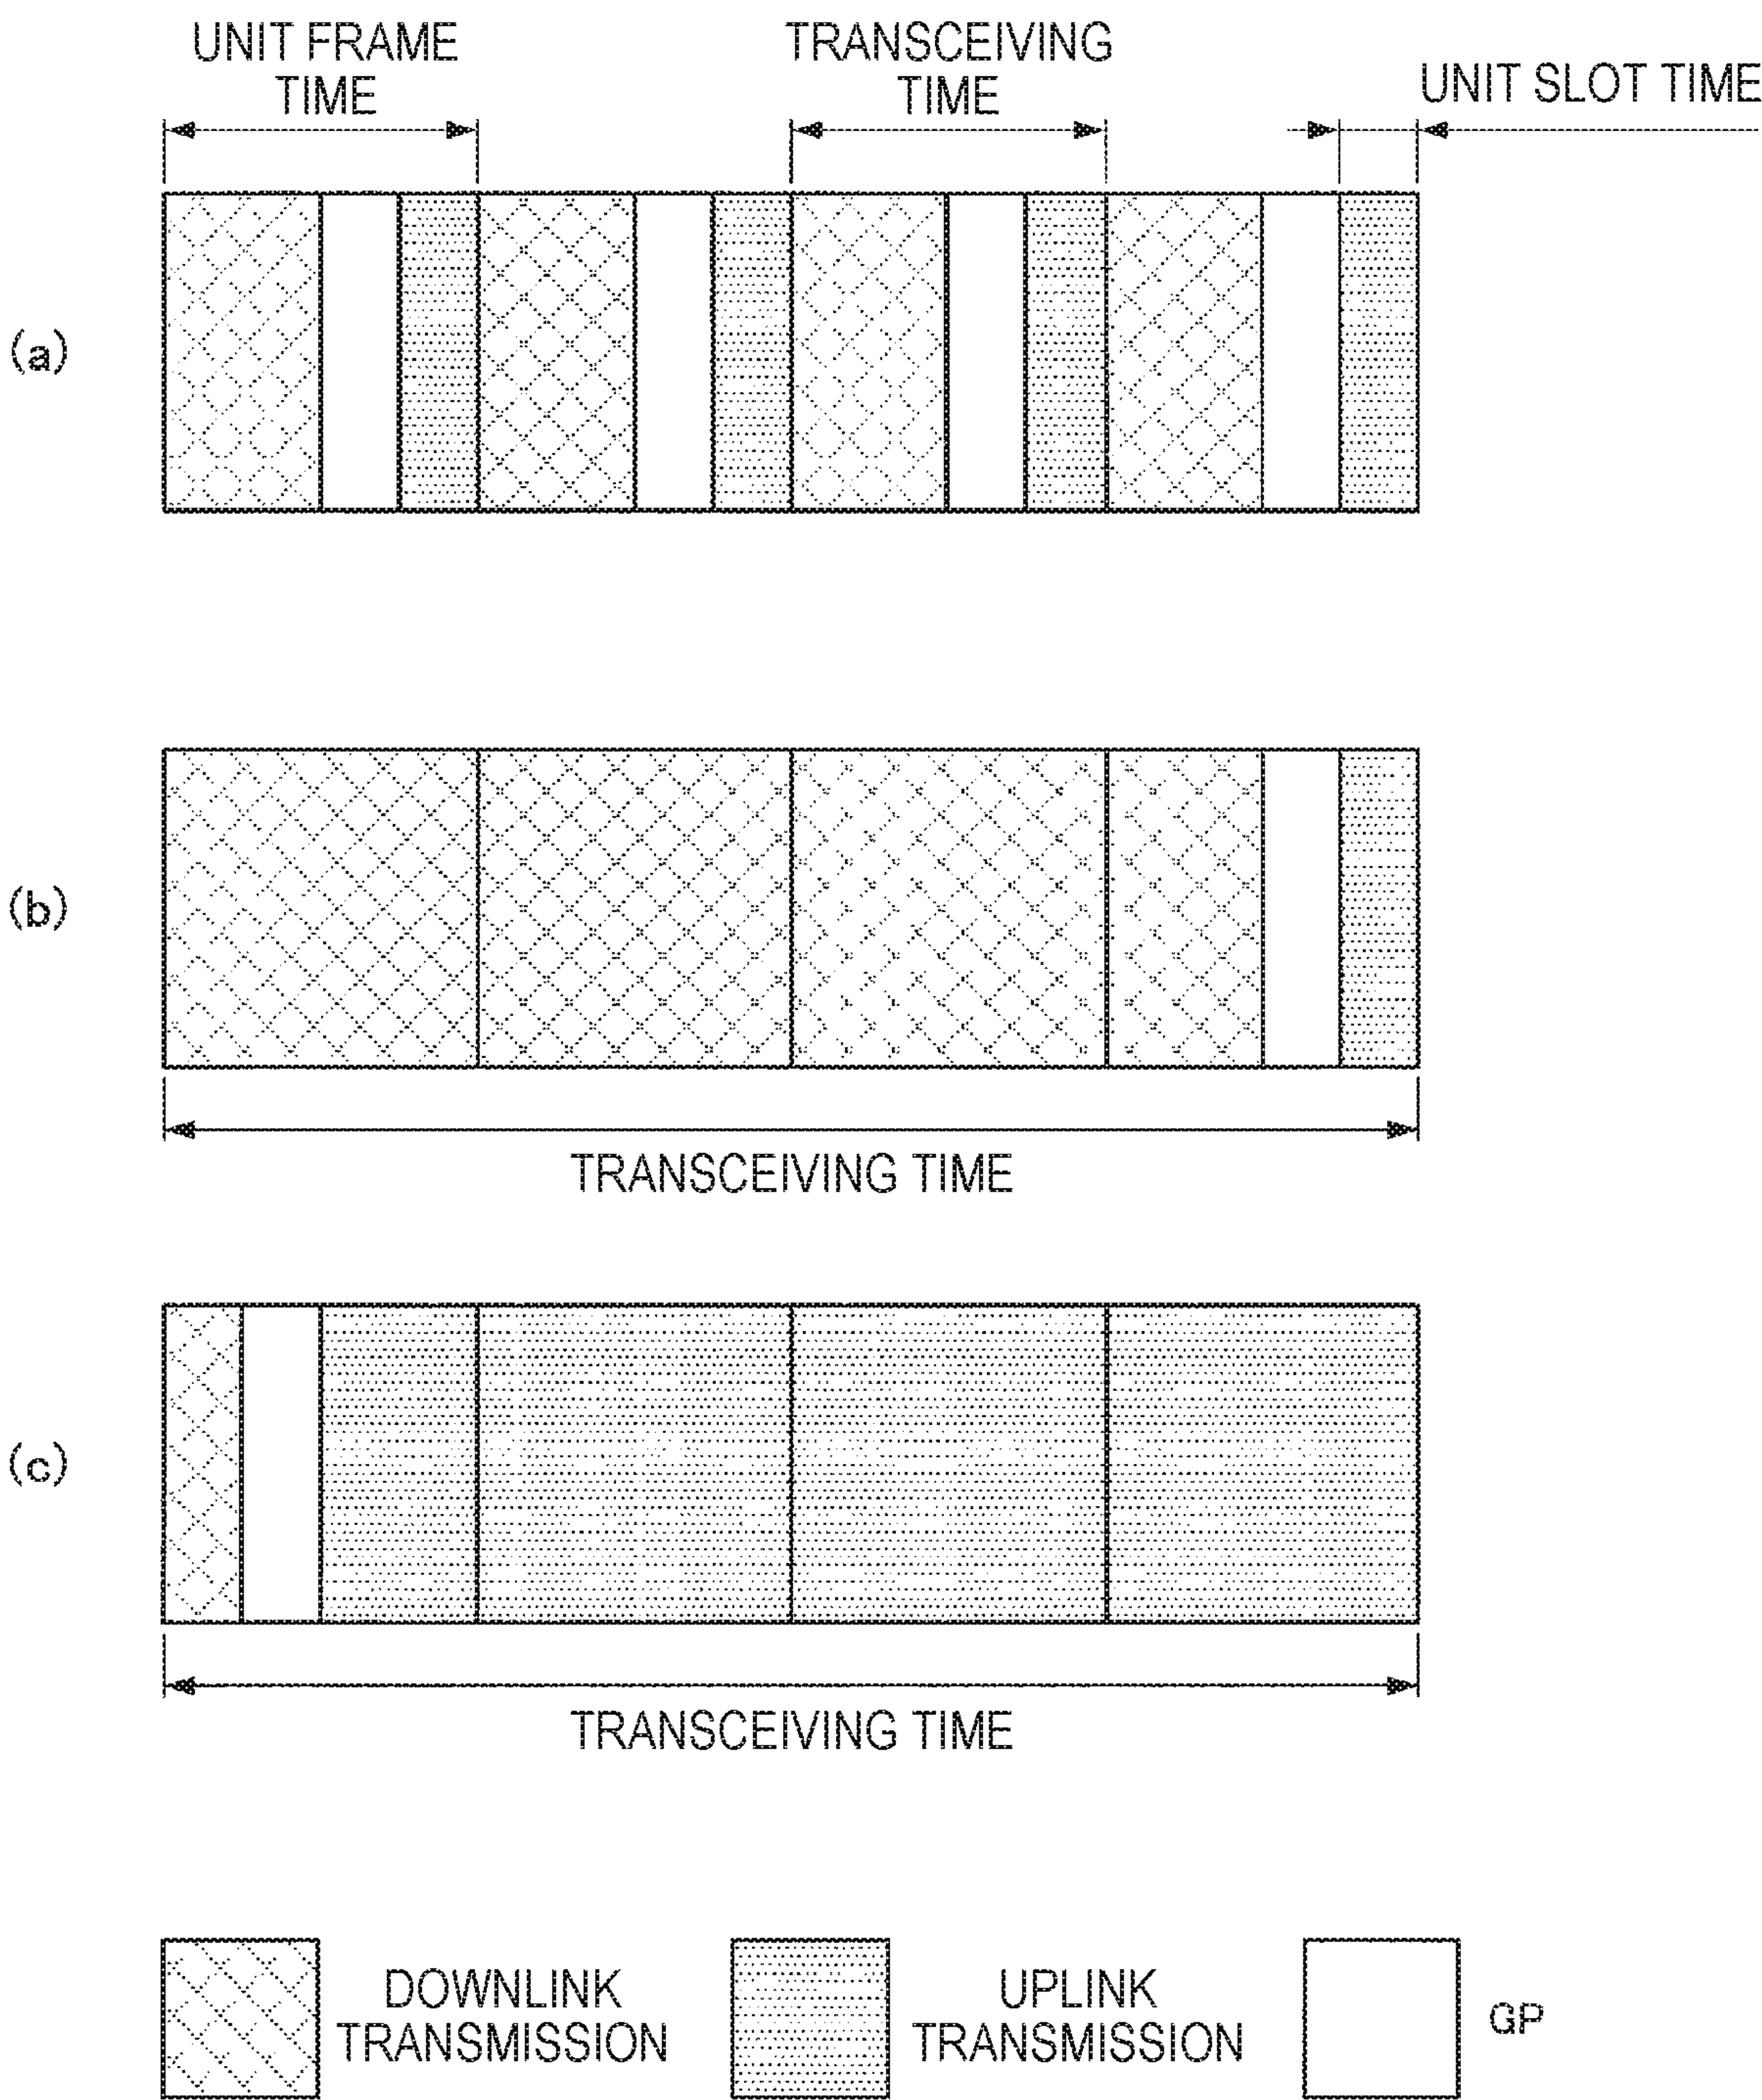 UNIT FRAME
TIME
TRANSCEIVING
TIME
UNIT SLOT TIME
(a)
(b)
TRANSCEIVING TIME
(c)
TRANSCEIVING TIME
DOWNLINK
TRANSMISSION
UPLINK
TRANSMISSION
GP